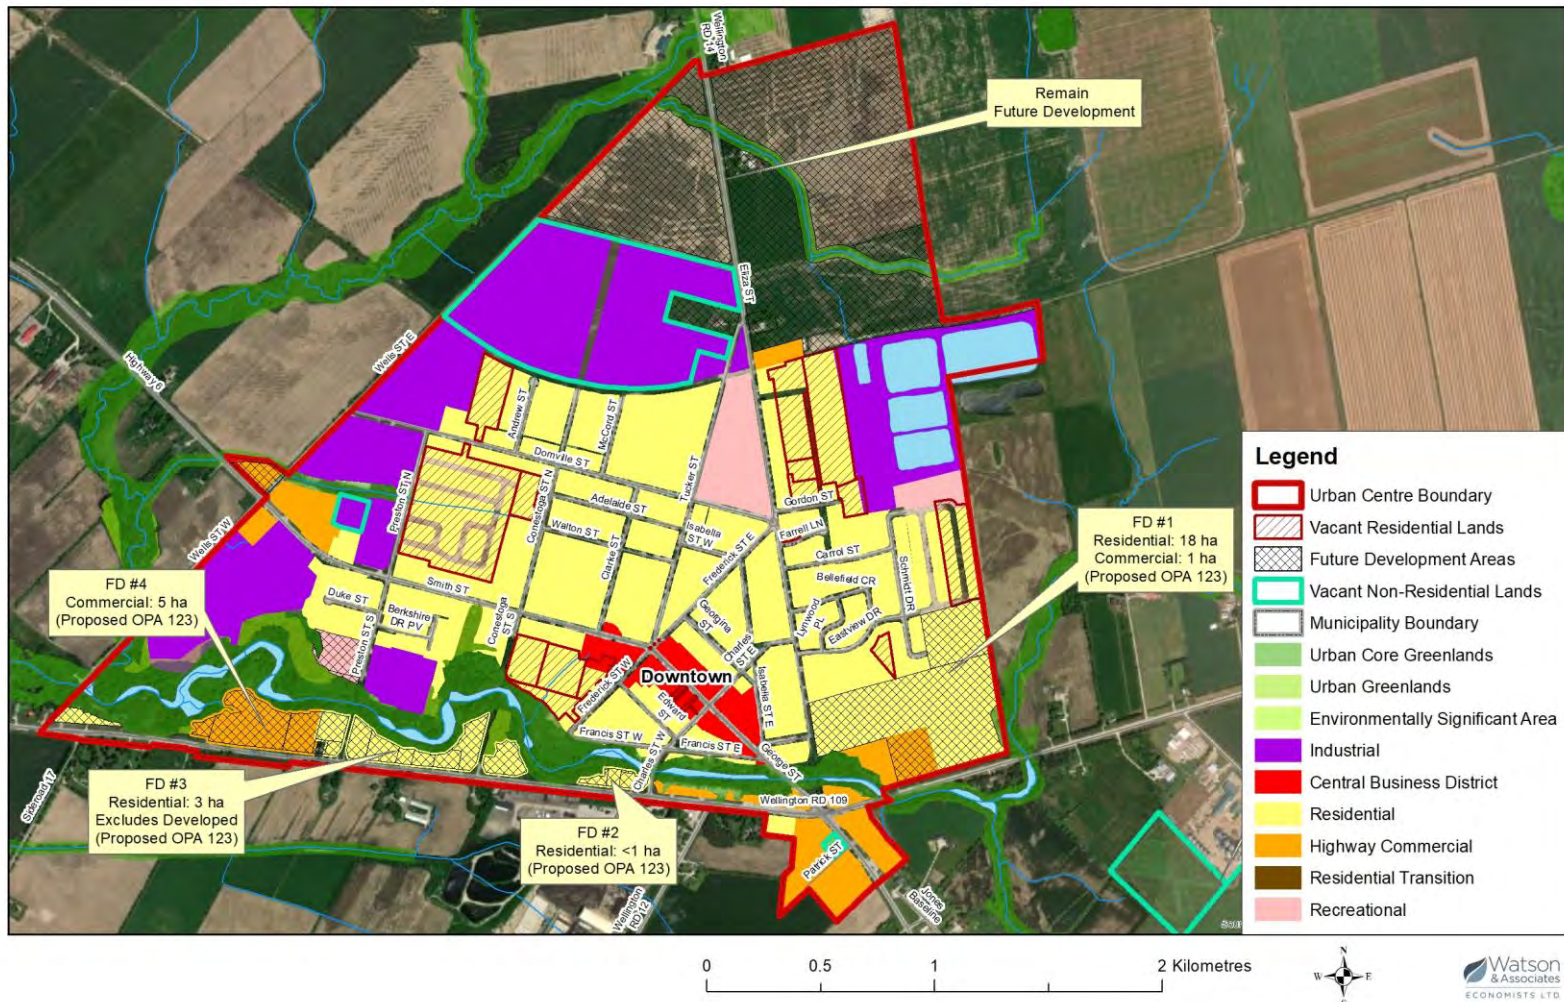 Wellington
RD 14
Remain
Future Development
Eliza ST
Wells ST E
Highway 6
Andrew ST
McCord ST
Domville ST
Tucker ST
Preston ST N
Conestoga ST N
Adelaide ST
Gordon ST
Walton ST
Isabella
ST W
Farrell LN
Wells ST W
Clarke ST
Frederick ST E
Carrol ST
FD #1
Residential: 18 ha
Commercial: 1 ha
(Proposed OPA 123)
Bellefield CR
Schmidt DR
FD #4
Commercial: 5 ha
(Proposed OPA 123)
Smith ST
Duke ST
Berkshire
DR PV
Conestoga
ST S
Georgina
ST
Lynwood
PL
Eastview DR
Preston ST S
Charles
ST E
Downtown
Frederick ST W
Edward
ST
Isabella ST E
Francis ST W
Francis ST E
Charles ST W
George ST
Sideroad 17
FD #3
Residential: 3 ha
Excludes Developed
(Proposed OPA 123)
FD #2
Residential: <1 ha
(Proposed OPA 123)
Wellington RD 109
Patrick ST
Wellington
RD 12
Jones
Baseline
Legend
Urban Centre Boundary
Vacant Residential Lands
Future Development Areas
Vacant Non-Residential Lands
Municipality Boundary
Urban Core Greenlands
Urban Greenlands
Environmentally Significant Area
Industrial
Central Business District
Residential
Highway Commercial
Residential Transition
Recreational
0 0.5 1 2 Kilometres
N
W E
S
Watson
& Associates
ECONOMISTS LTD